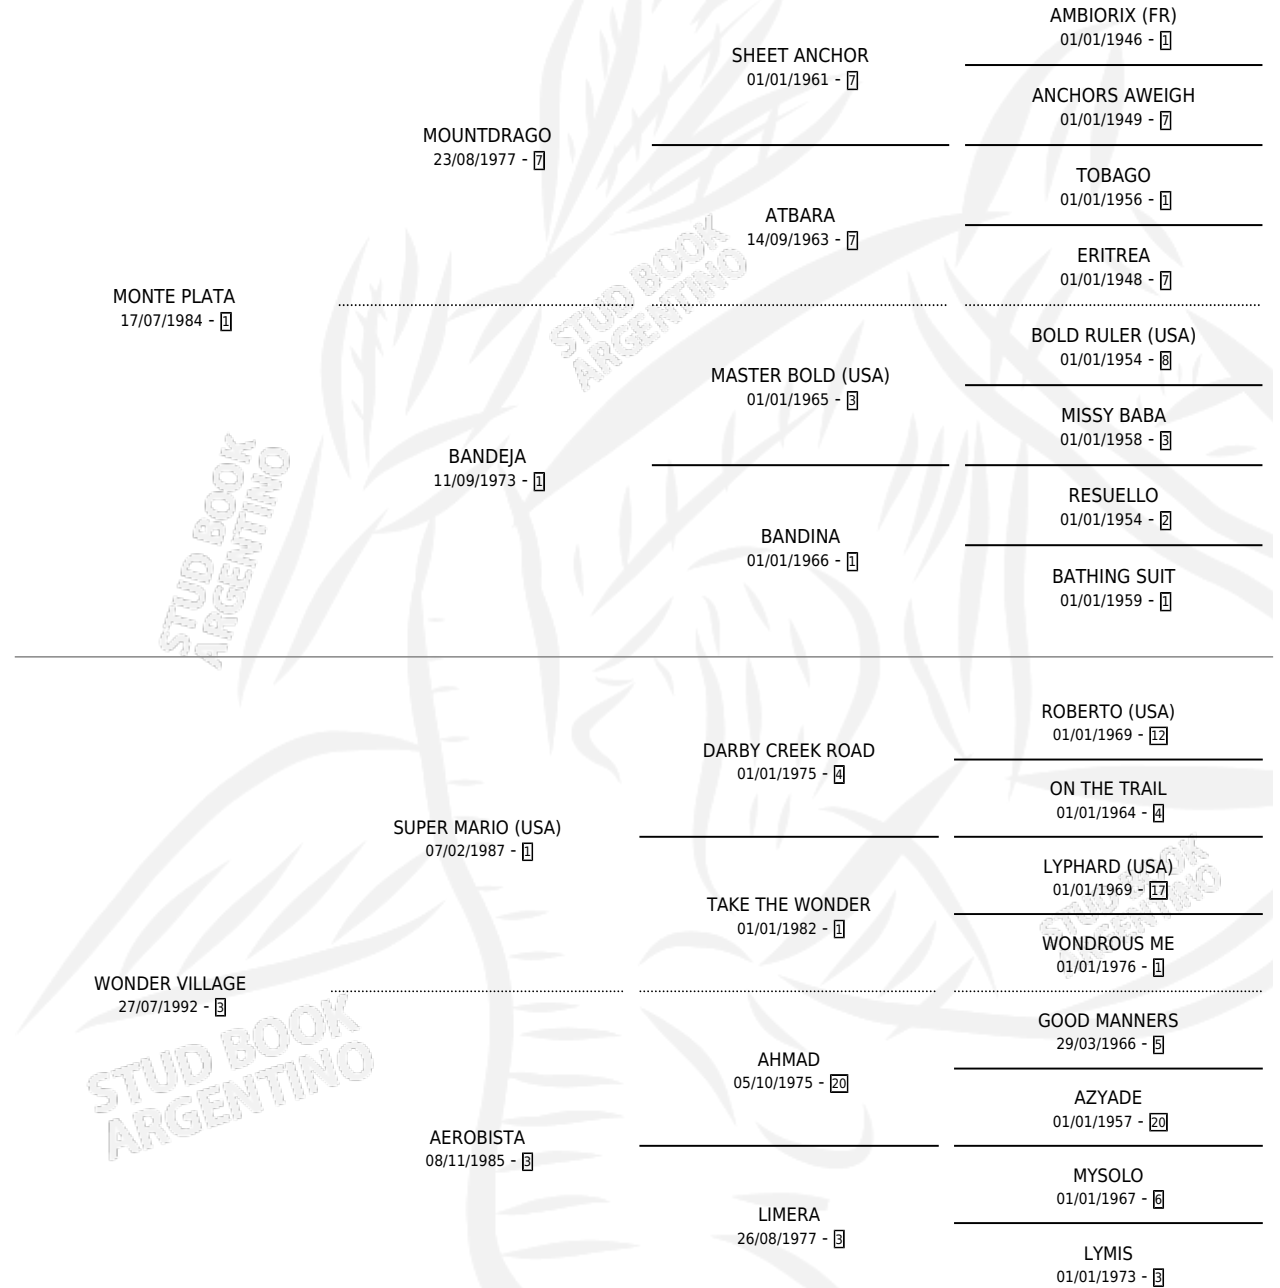 AMBIORIX (FR)
01/01/1946 - 1
SHEET ANCHOR
01/01/1961 - 7
ANCHORS AWEIGH
01/01/1949 - 7
MOUNTDRAGO
23/08/1977 - 7
TOBAGO
01/01/1956 - 1
ATBARA
14/09/1963 - 7
ERITREA
01/01/1948 - 7
MONTE PLATA
17/07/1984 - 1
BOLD RULER (USA)
01/01/1954 - 8
MASTER BOLD (USA)
01/01/1965 - 3
MISSY BABA
01/01/1958 - 3
BANDEJA
11/09/1973 - 1
RESUELLO
01/01/1954 - 2
BANDINA
01/01/1966 - 1
BATHING SUIT
01/01/1959 - 1
STUD BOOK
ARGENTINO
STUD BOOK
ARGENTINO
ROBERTO (USA)
01/01/1969 - 12
DARBY CREEK ROAD
01/01/1975 - 4
ON THE TRAIL
01/01/1964 - 4
SUPER MARIO (USA)
07/02/1987 - 1
LYPHARD (USA)
01/01/1969 - 17
TAKE THE WONDER
01/01/1982 - 1
WONDROUS ME
01/01/1976 - 1
WONDER VILLAGE
27/07/1992 - 3
GOOD MANNERS
29/03/1966 - 5
AHMAD
05/10/1975 - 20
AZYADE
01/01/1957 - 20
AEROBISTA
08/11/1985 - 3
MYSOLO
01/01/1967 - 6
LIMERA
26/08/1977 - 3
LYMIS
01/01/1973 - 3
STUD BOOK
ARGENTINO
STUD BOOK
ARGENTINO